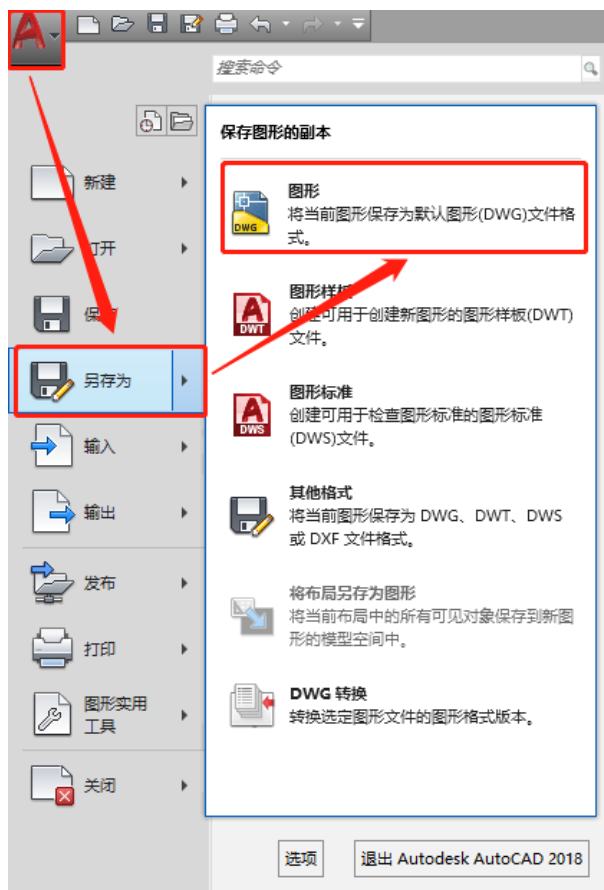 搜索命令
保存图形的副本
新建
图形
将当前图形保存为默认图形(DWG)文件格
式。
DWG
打开
图形样板
创建可用于创建新图形的图形样板(DWT)
文件。
DWT
保存
另存为
图形标准
创建可用于检查图形标准的图形标准
(DWS)文件。
DWS
输入
其他格式
将当前图形保存为 DWG、DWT、DWS
或 DXF 文件格式。
输出
发布
将布局另存为图形
将当前布局中的所有可见对象保存到新图
形的模型空间中。
打印
DWG 转换
转换选定图形文件的图形格式版本。
图形实用
工具
关闭
选项
退出 Autodesk AutoCAD 2018